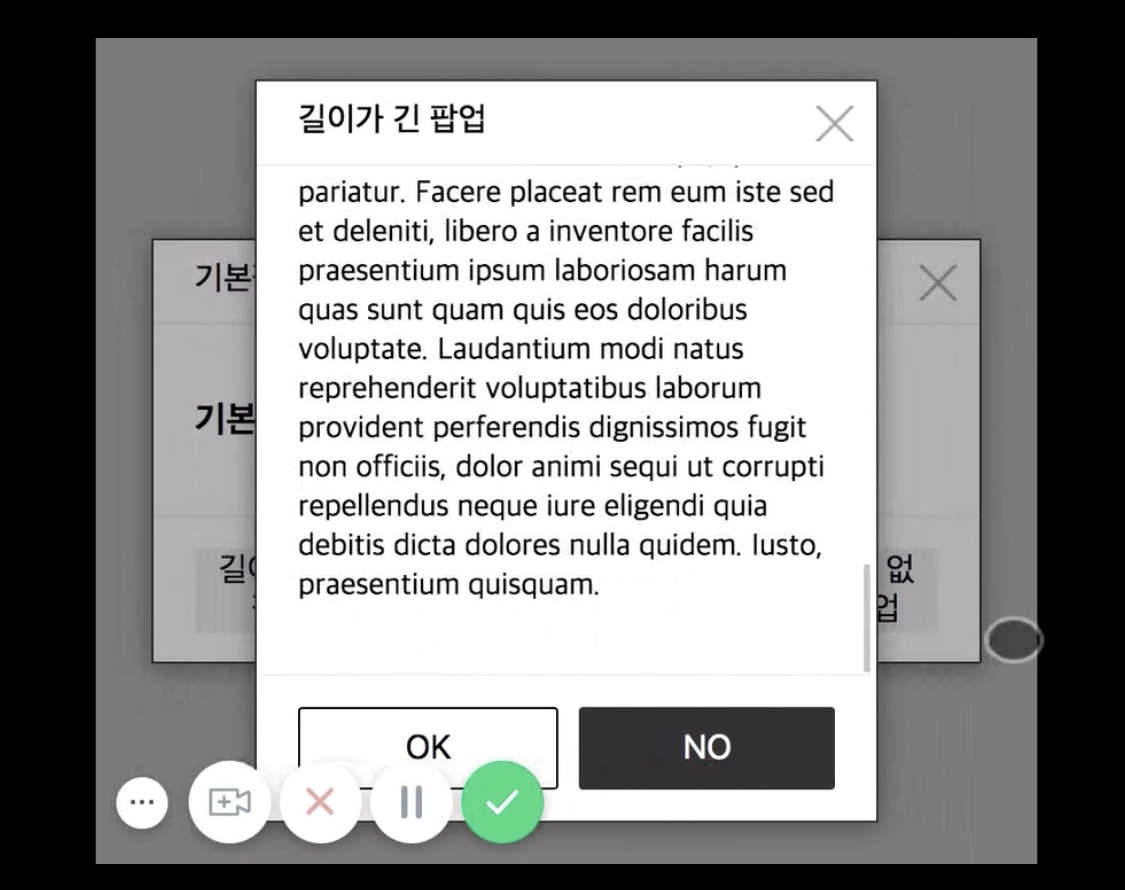 길이가 긴 팝업
pariatur. Facere placeat rem eum iste sed
et deleniti, libero a inventore facilis
praesentium ipsum laboriosam harum
quas sunt quam quis eos doloribus
voluptate. Laudantium modi natus
reprehenderit voluptatibus laborum
provident perferendis dignissimos fugit
non officiis, dolor animi sequi ut corrupti
repellendus neque iure eligendi quia
debitis dicta dolores nulla quidem. Iusto,
praesentium quisquam.
OK
NO
기본
기본
없
업